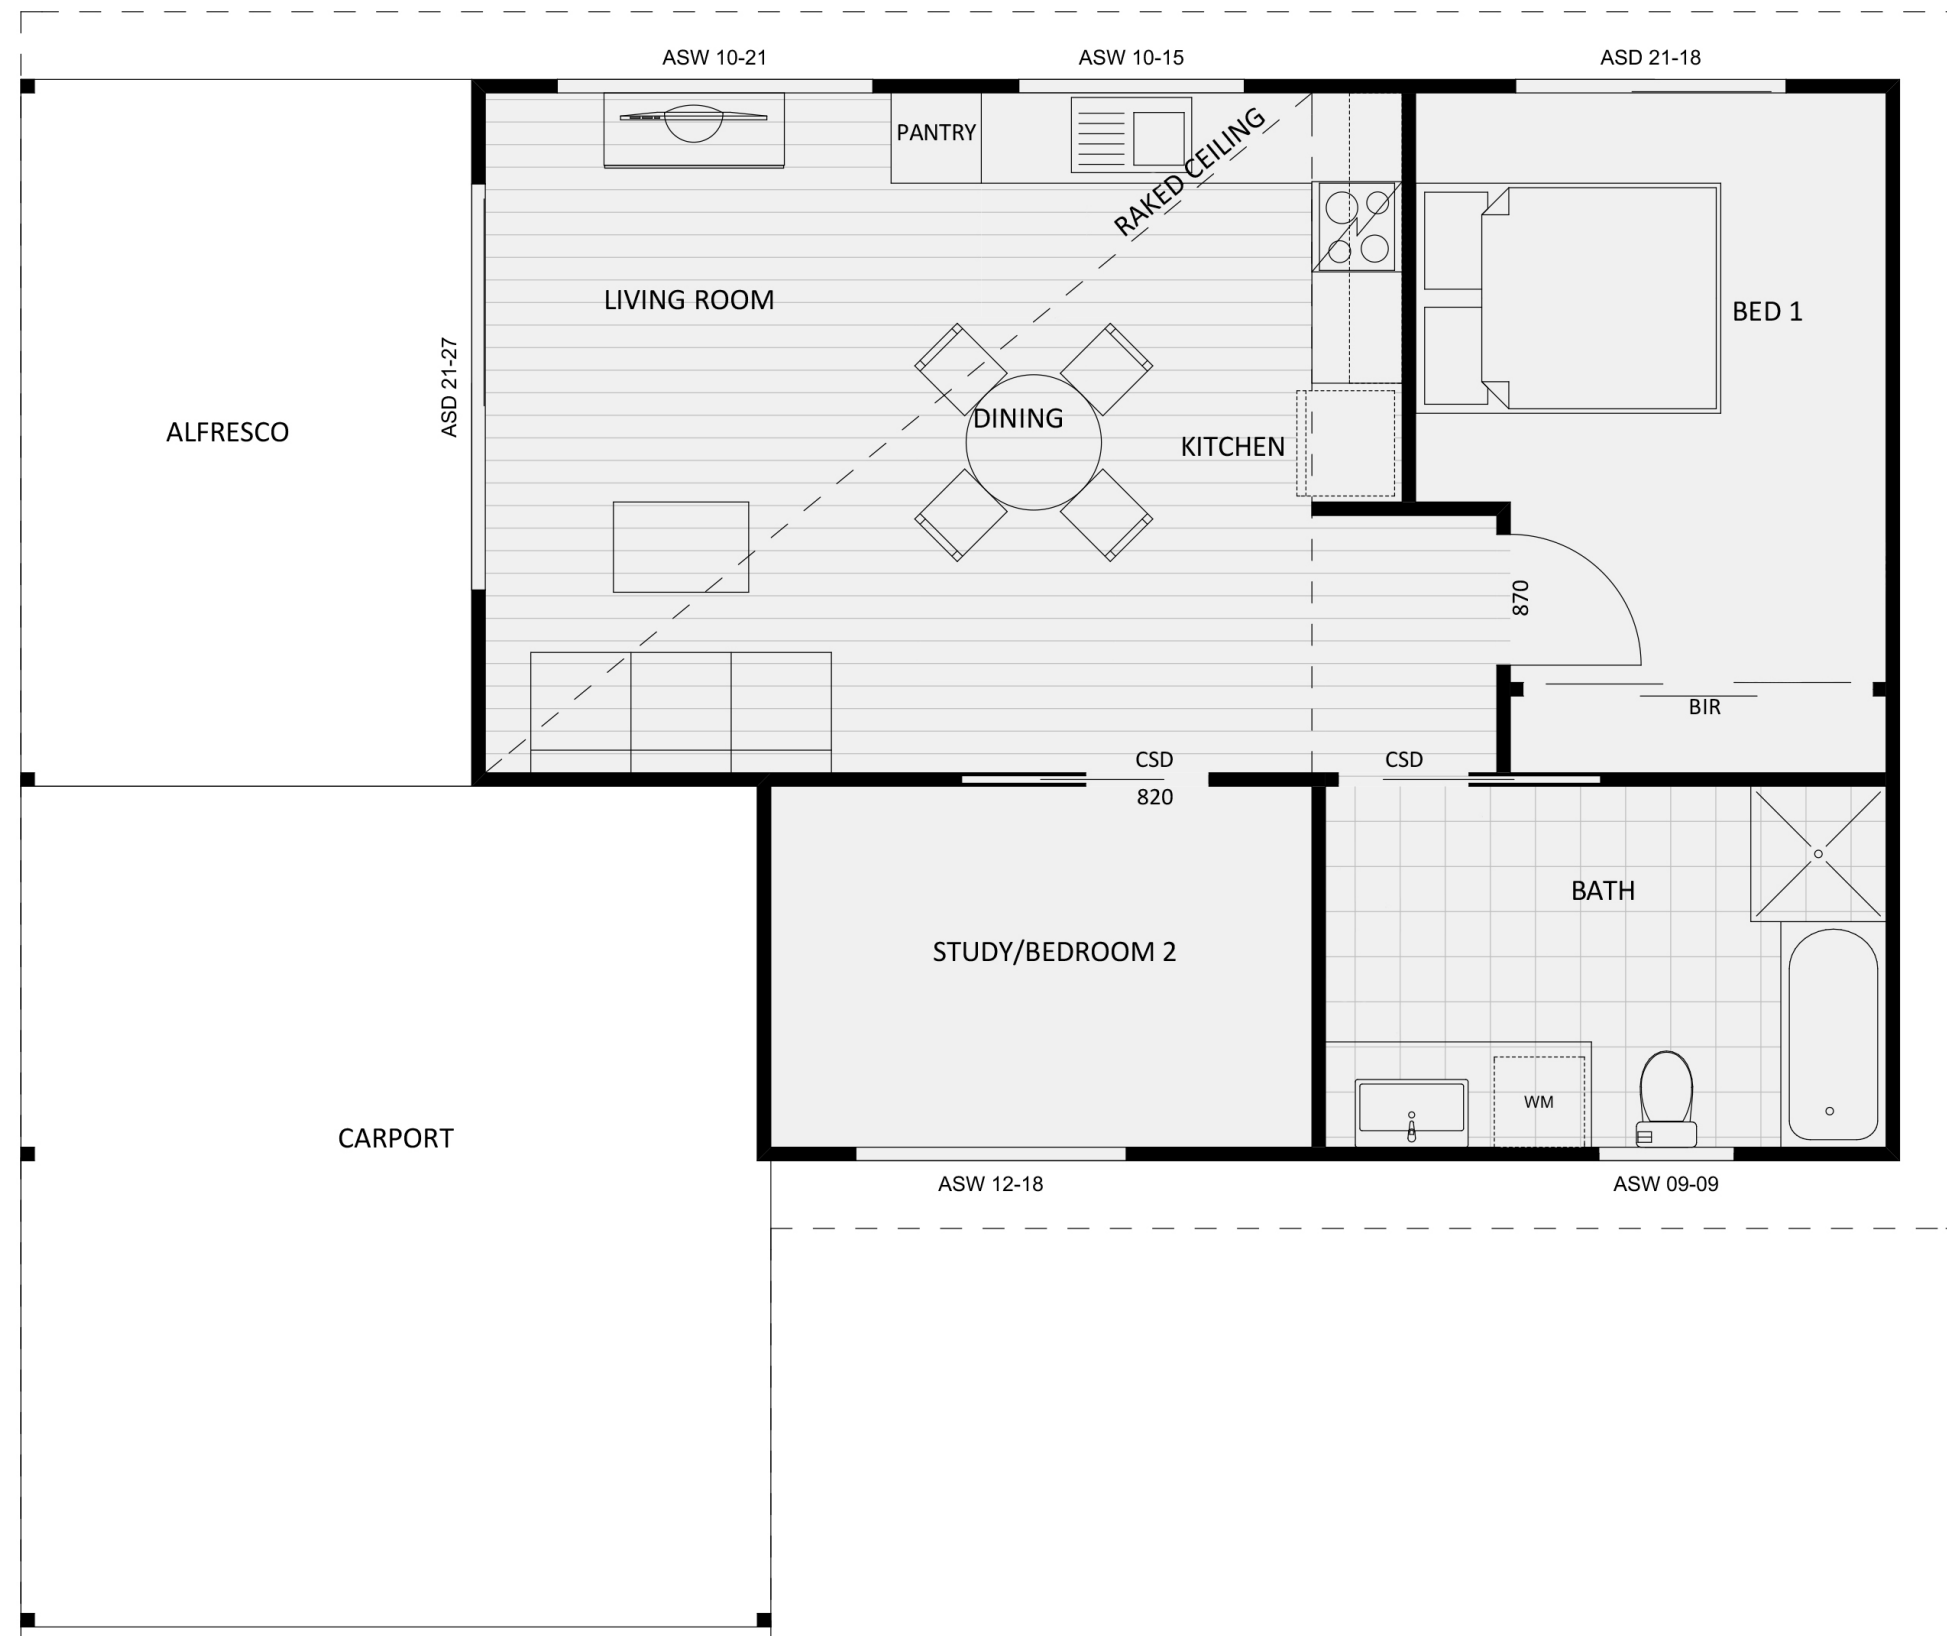 ASW 10-21
ASW 10-15
ASD 21-18
PANTRY
RAKED CEILING
LIVING ROOM
BED 1
ASD 21-27
ALFRESCO
DINING
KITCHEN
870
BIR
CSD
CSD
820
BATH
STUDY/BEDROOM 2
WM
CARPORT
ASW 12-18
ASW 09-09